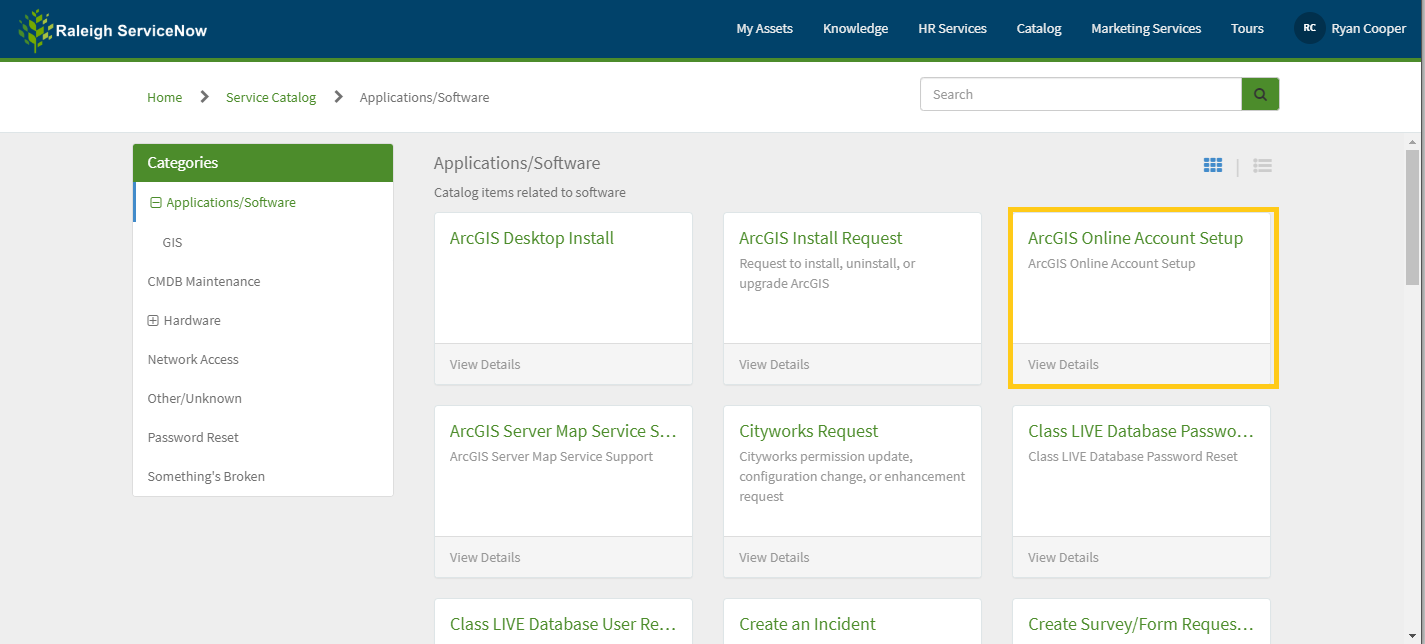 Raleigh ServiceNow
My Assets
Knowledge
HR Services
Catalog
Marketing Services
Tours
RC
Ryan Cooper
Home
Service Catalog
Applications/Software
Search
Categories
Applications/Software
GIS
CMDB Maintenance
Hardware
Network Access
Other/Unknown
Password Reset
Something's Broken
Applications/Software
Catalog items related to software
ArcGIS Desktop Install
View Details
ArcGIS Install Request
Request to install, uninstall, or
upgrade ArcGIS
View Details
ArcGIS Online Account Setup
ArcGIS Online Account Setup
View Details
ArcGIS Server Map Service S...
ArcGIS Server Map Service Support
View Details
Cityworks Request
Cityworks permission update,
configuration change, or enhancement
request
View Details
Class LIVE Database Passwo...
Class LIVE Database Password Reset
View Details
Class LIVE Database User Re...
Create an Incident
Create Survey/Form Reques...